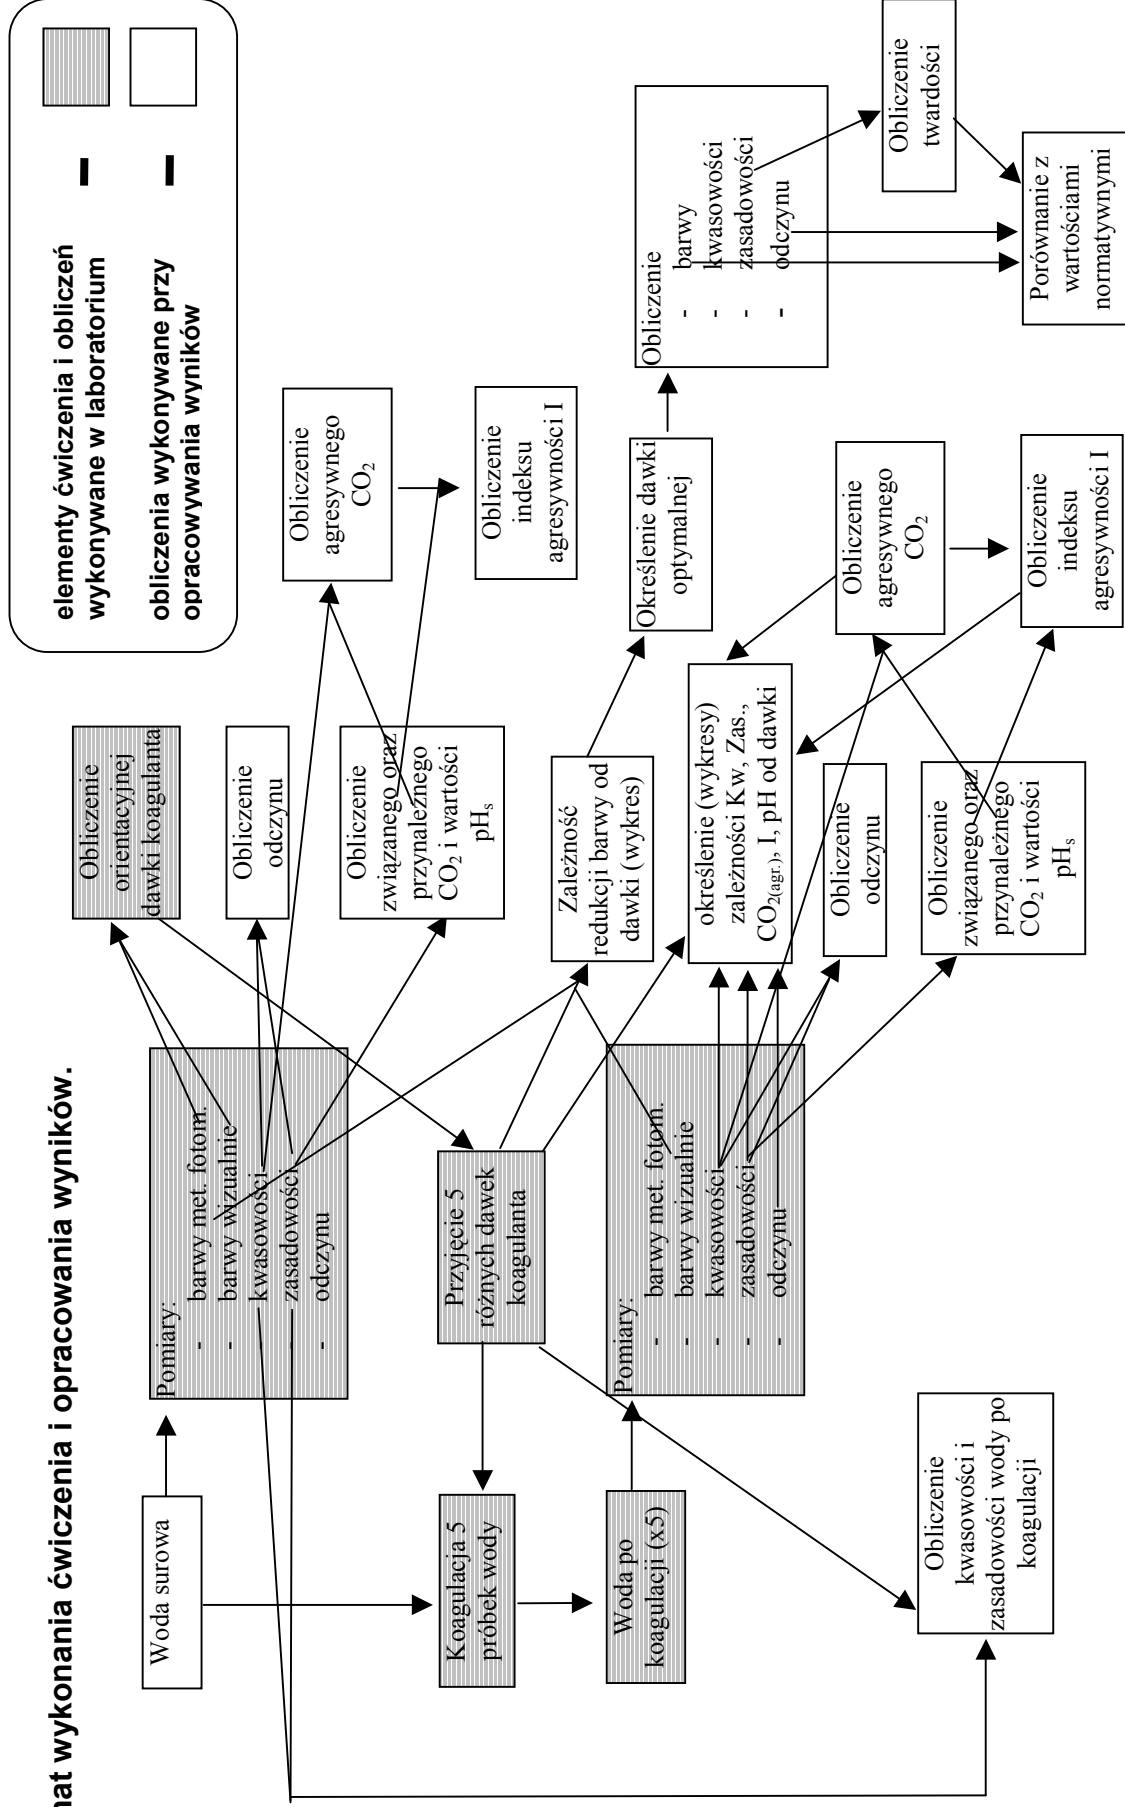 nat wykonania ćwiczenia i opracowania wyników.
elementy ćwiczenia i obliczeń
wykonywane w laboratorium
-
obliczenia wykonywane przy
opracowywania wyników
-
Woda surowa
Pomiary:
- barwy met. fotom.
- barwy wizualnie
- kwasowości
- zasadowości
- odczynu
Obliczenie
orientacyjnej
dawki koagulanta
Obliczenie
odczynu
Obliczenie
związanego oraz
przynależnego
CO₂ i wartości
pHₛ
Obliczenie
agresywnego
CO₂
Obliczenie
indeksu
agresywności I
Koagulacja 5
próbek wody
Przyjęcie 5
różnych dawek
koagulanta
Zależność
redukcji barwy od
dawki (wykres)
Określenie dawki
optymalnej
Obliczenie
- barwy
- kwasowości
- zasadowości
- odczynu
Obliczenie
twardości
Porównanie z
wartościami
normatywnymi
Woda po
koagulacji (x5)
Pomiary:
- barwy met. fotom.
- barwy wizualnie
- kwasowości
- zasadowości
- odczynu
określenie (wykresy)
zależności Kw, Zas.,
CO₂(agr.), I, pH od dawki
Obliczenie
odczynu
Obliczenie
związanego oraz
przynależnego
CO₂ i wartości
pHₛ
Obliczenie
agresywnego
CO₂
Obliczenie
indeksu
agresywności I
Obliczenie
kwasowości i
zasadowości wody po
koagulacji